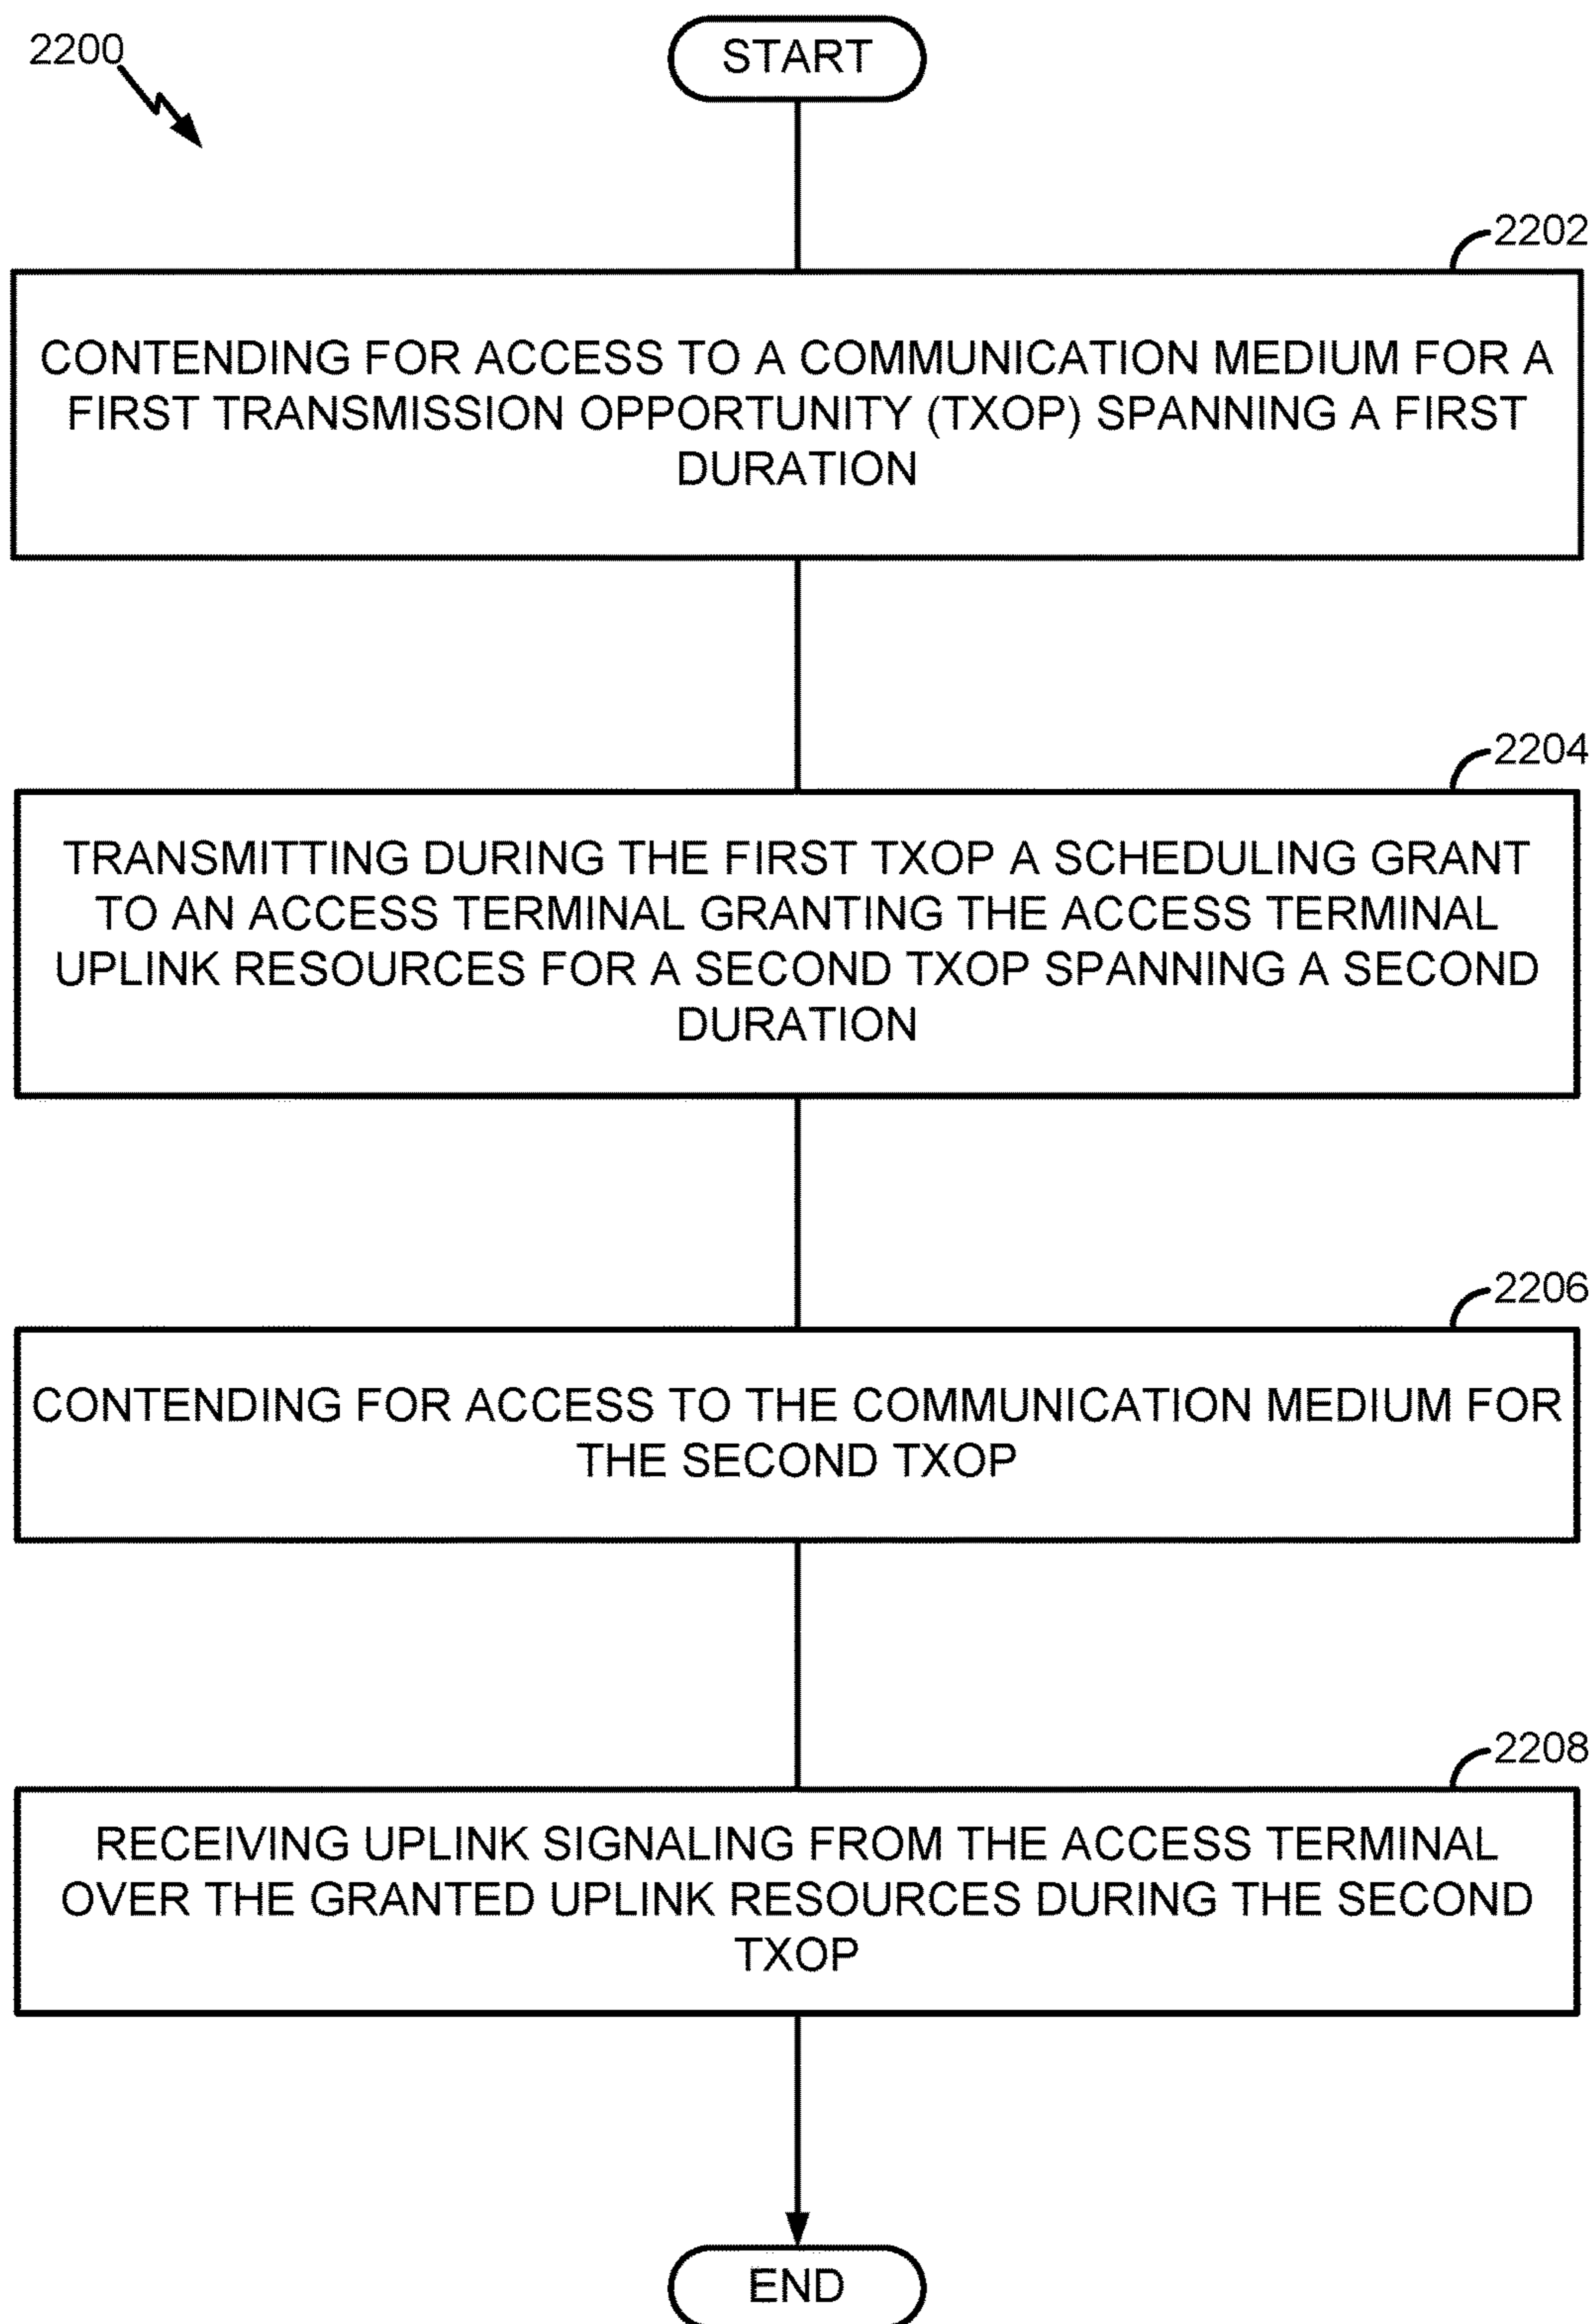 2200
START
2202
CONTENDING FOR ACCESS TO A COMMUNICATION MEDIUM FOR A
FIRST TRANSMISSION OPPORTUNITY (TXOP) SPANNING A FIRST
DURATION
2204
TRANSMITTING DURING THE FIRST TXOP A SCHEDULING GRANT
TO AN ACCESS TERMINAL GRANTING THE ACCESS TERMINAL
UPLINK RESOURCES FOR A SECOND TXOP SPANNING A SECOND
DURATION
2206
CONTENDING FOR ACCESS TO THE COMMUNICATION MEDIUM FOR
THE SECOND TXOP
2208
RECEIVING UPLINK SIGNALING FROM THE ACCESS TERMINAL
OVER THE GRANTED UPLINK RESOURCES DURING THE SECOND
TXOP
END